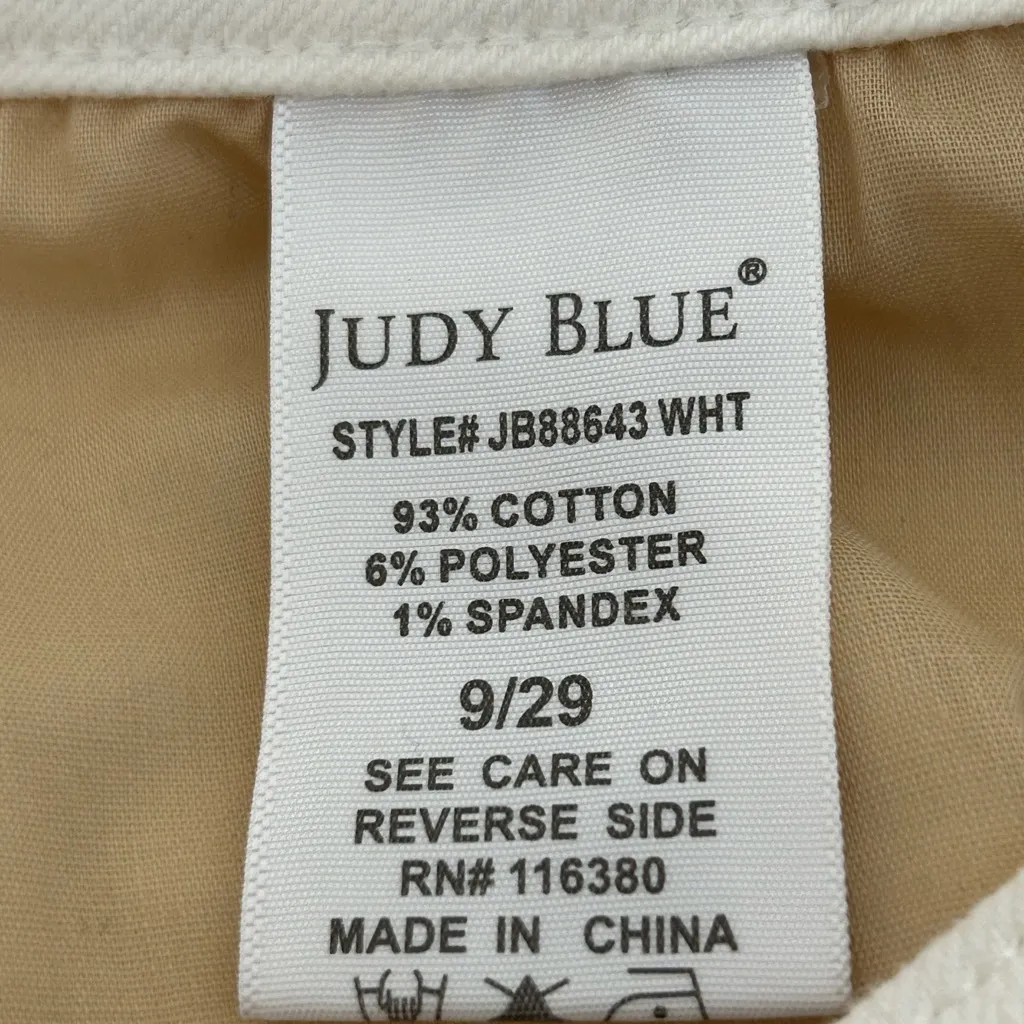 JUDY BLUE®
STYLE# JB88643 WHT
93% COTTON
6% POLYESTER
1% SPANDEX
9/29
SEE CARE ON
REVERSE SIDE
RN# 116380
MADE IN CHINA